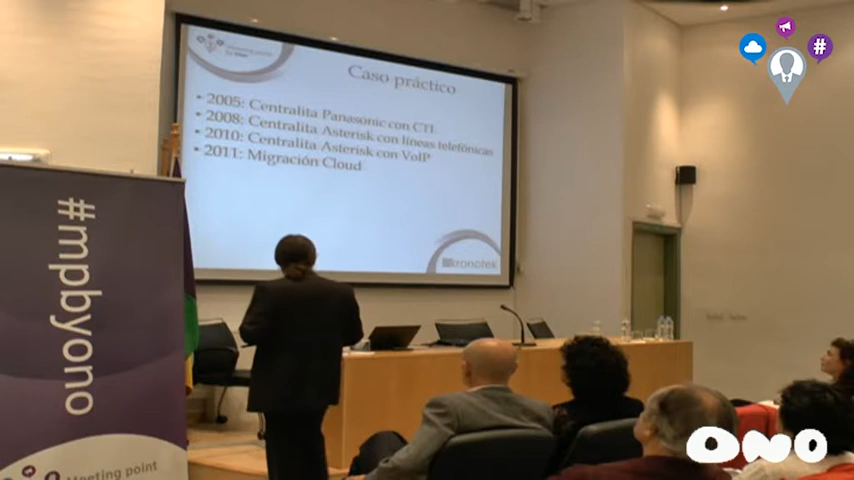 Caso práctico
• 2005: Centralita Panasonic con CTI.
• 2008: Centralita Asterisk con líneas telefónicas
• 2010: Centralita Asterisk con VoIP
• 2011: Migración Cloud
kronotek
#mpbyono
Meeting point
#
ONO